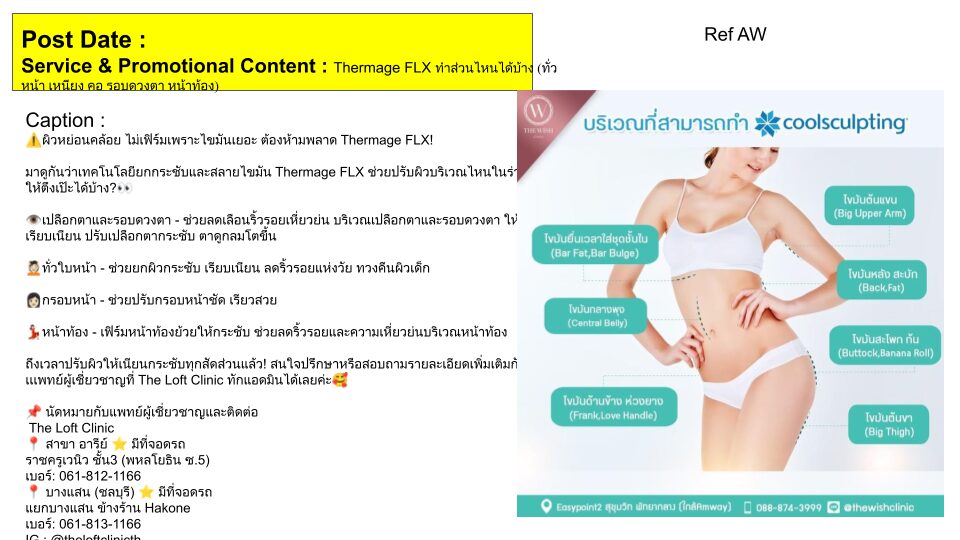 Post Date :
Service & Promotional Content : Thermage FLX ทำส่วนไหนได้บ้าง (ทั่ว
หน้า เหนียง คอ รอบดวงตา หน้าท้อง)
Ref AW
Caption :
⚠️ผิวหย่อนคล้อย ไม่เฟิร์มเพราะไขมันเยอะ ต้องห้ามพลาด Thermage FLX!
มาดูกันว่าเทคโนโลยียกกระชับและสลายไขมัน Thermage FLX ช่วยปรับผิวบริเวณไหนในร่า
ให้ตึงเป๊ะได้บ้าง?👀
👁️เปลือกตาและรอบดวงตา - ช่วยลดเลือนริ้วรอยเหี่ยวย่น บริเวณเปลือกตาและรอบดวงตา ให้
เรียบเนียน ปรับเปลือกตากระชับ ตาดูกลมโตขึ้น
💆🏻ทั่วใบหน้า - ช่วยยกผิวกระชับ เรียบเนียน ลดริ้วรอยแห่งวัย ทวงคืนผิวเด็ก
👩🏻กรอบหน้า - ช่วยปรับกรอบหน้าชัด เรียวสวย
💃หน้าท้อง - เฟิร์มหน้าท้องย้วยให้กระชับ ช่วยลดริ้วรอยและความเหี่ยวย่นบริเวณหน้าท้อง
ถึงเวลาปรับผิวให้เนียนกระชับทุกสัดส่วนแล้ว! สนใจปรึกษาหรือสอบถามรายละเอียดเพิ่มเติมกั
แพทย์ผู้เชี่ยวชาญที่ The Loft Clinic ทักแอดมินได้เลยค่ะ🥰
📌 นัดหมายกับแพทย์ผู้เชี่ยวชาญและติดต่อ
The Loft Clinic
📍 สาขา อารีย์ ⭐ มีที่จอดรถ
ราชครูเวนิว ชั้น3 (พหลโยธิน ซ.5)
เบอร์: 061-812-1166
📍 บางแสน (ชลบุรี) ⭐ มีที่จอดรถ
แยกบางแสน ข้างร้าน Hakone
เบอร์: 061-813-1166
IG : @theloftclinicth
W
THE WISH
บริเวณที่สามารถทำ coolsculpting
ไขมันต้นแขน
(Big Upper Arm)
ไขมันยื่นเวลาใส่ชุดชั้นใน
(Bar Fat,Bar Bulge)
ไขมันหลัง สะบัก
(Back,Fat)
ไขมันกลางพุง
(Central Belly)
ไขมันสะโพก ก้น
(Buttock,Banana Roll)
ไขมันด้านข้าง ห่วงยาง
(Frank,Love Handle)
ไขมันต้นขา
(Big Thigh)
Easypoint2 สุขุมวิท พัทยากลาง (ใกล้Amway) 088-874-3999 @thewishclinic